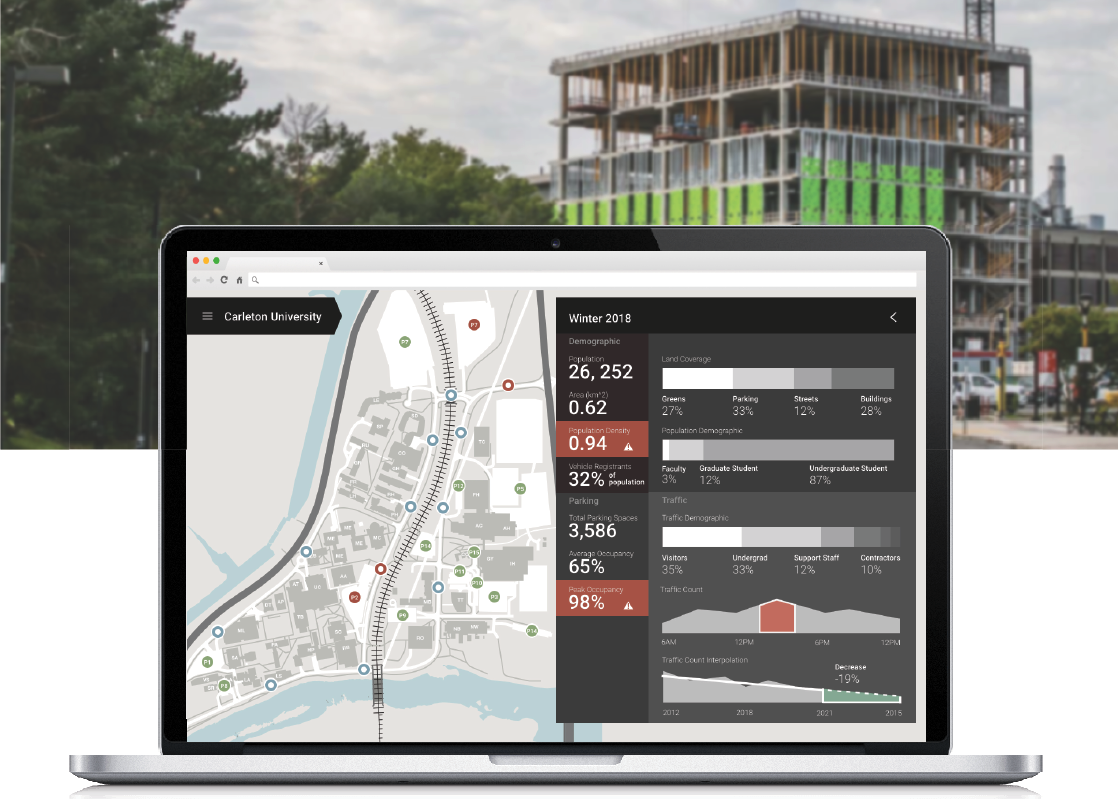 Carleton University
P7
P7
P12
P5
P14
P15
P11
P10
P3
P2
P9
P1
P8
Winter 2018
Demographic
Population
26, 252
Area (km^2)
0.62
Population Density
0.94
Vehicle Registrants
32% of population
Parking
Total Parking Spaces
3,586
Average Occupancy
65%
Peak Occupancy
98%
Land Coverage
Greens Parking Streets Buildings
27% 33% 12% 28%
Population Demographic
Faculty Graduate Student Undergraduate Student
3% 12% 87%
Traffic
Traffic Demographic
Visitors Undergrad Support Staff Contractors
35% 33% 12% 10%
Traffic Count
6AM 12PM 6PM 12PM
Traffic Count Interpolation
Decrease
-19%
2012 2018 2021 2015